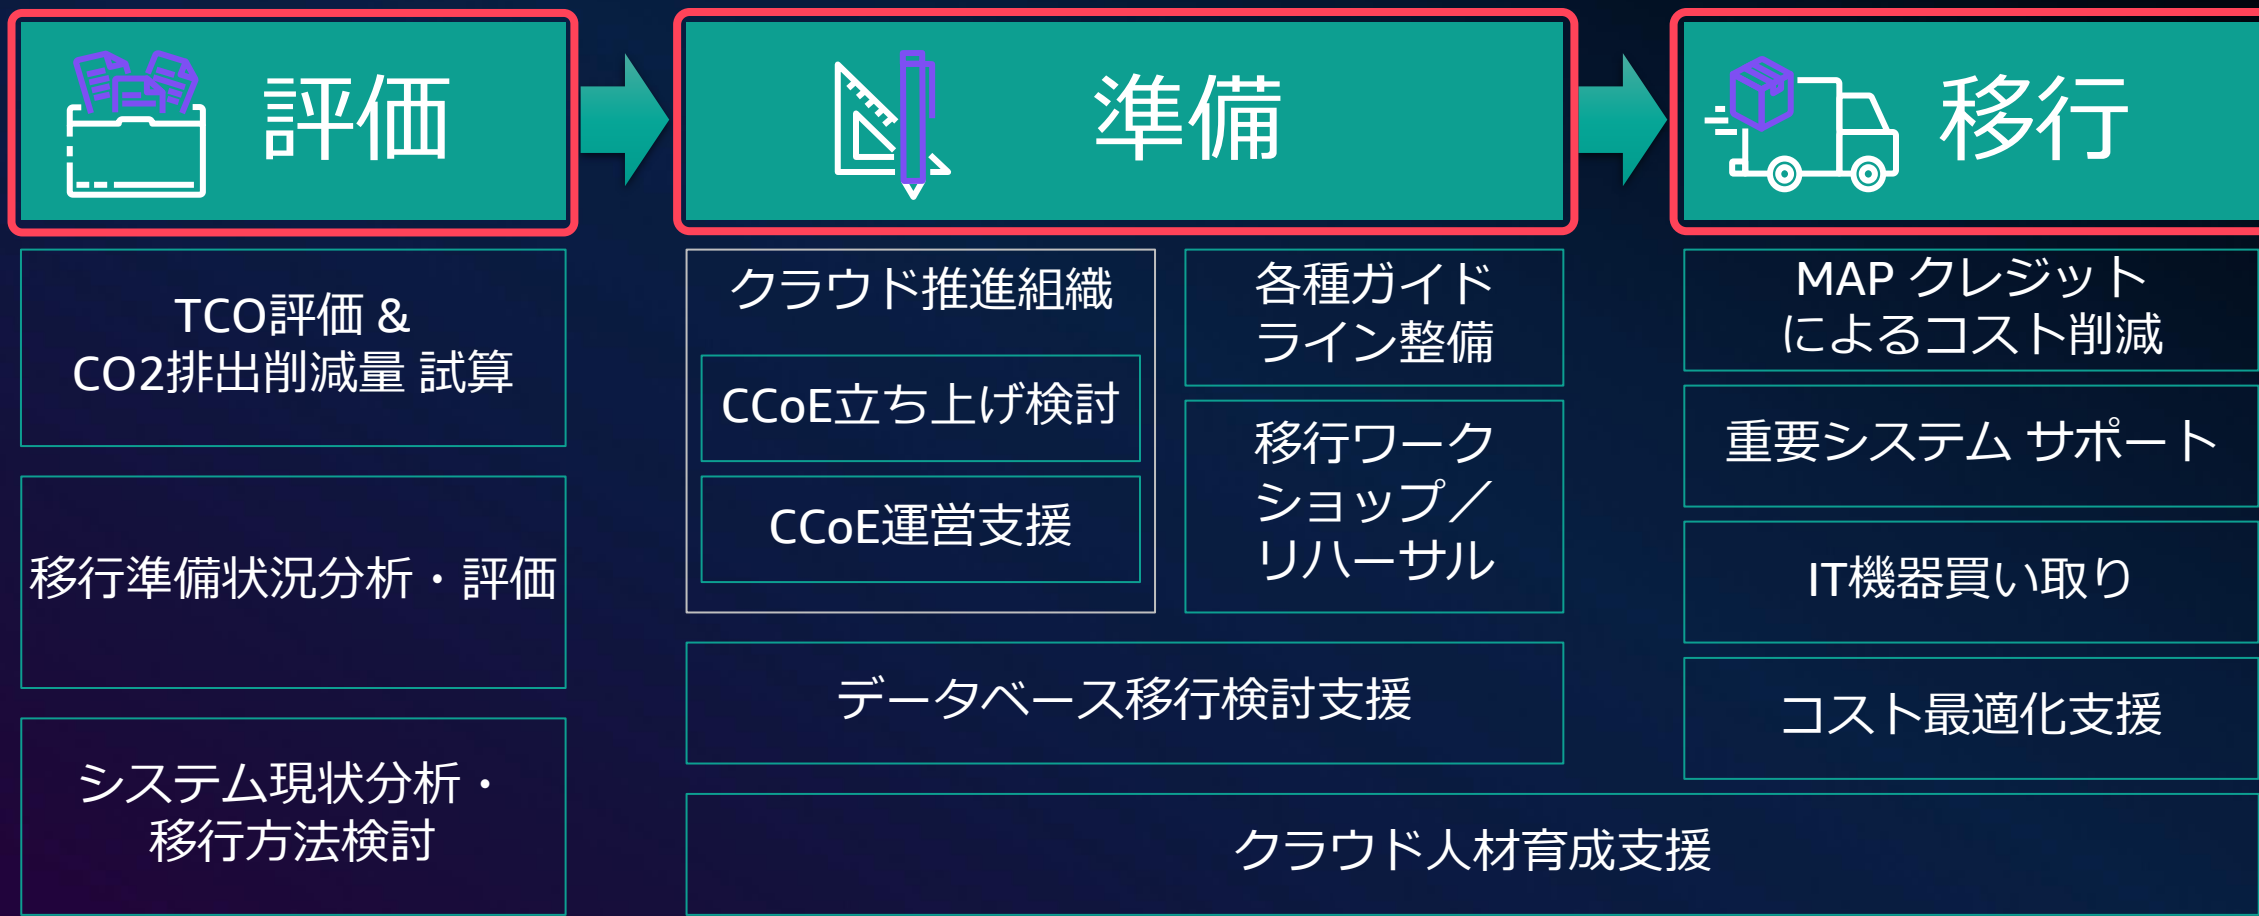 評価
準備
移行
TCO評価 &
CO2排出削減量 試算
移行準備状況分析・評価
システム現状分析・
移行方法検討
クラウド推進組織
CCoE立ち上げ検討
CCoE運営支援
各種ガイド
ライン整備
移行ワーク
ショップ／
リハーサル
データベース移行検討支援
MAP クレジット
によるコスト削減
重要システム サポート
IT機器買い取り
コスト最適化支援
クラウド人材育成支援